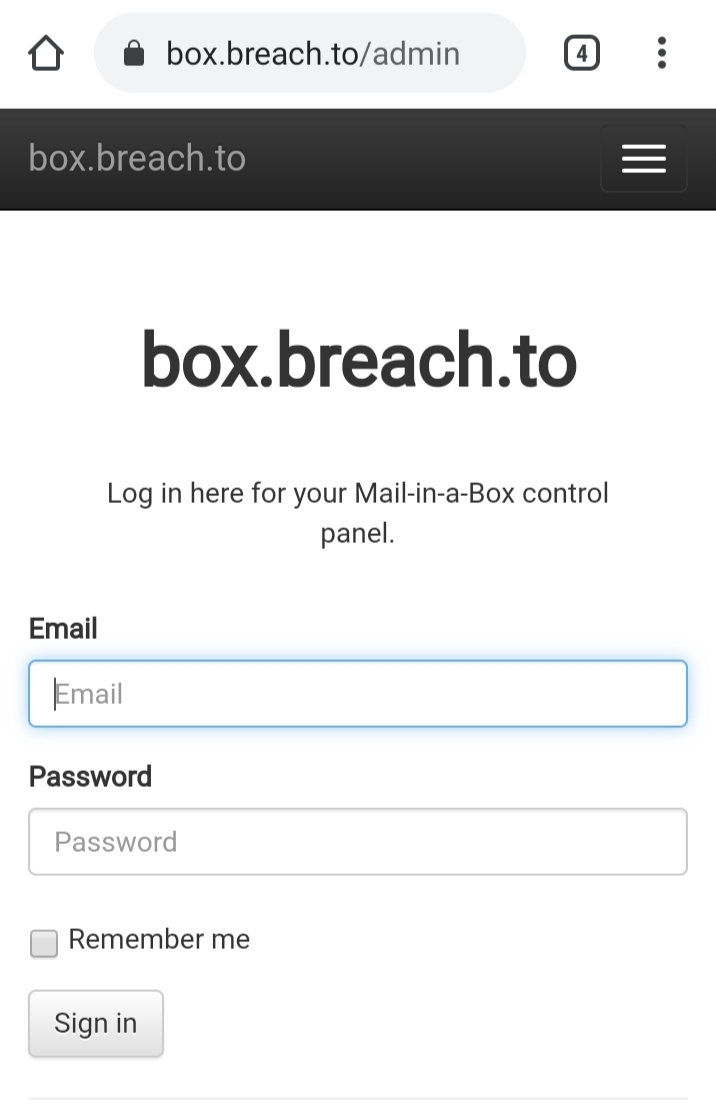 box.breach.to/admin
4
box.breach.to
box.breach.to
Log in here for your Mail-in-a-Box control
panel.
Email
Email
Password
Password
Remember me
Sign in